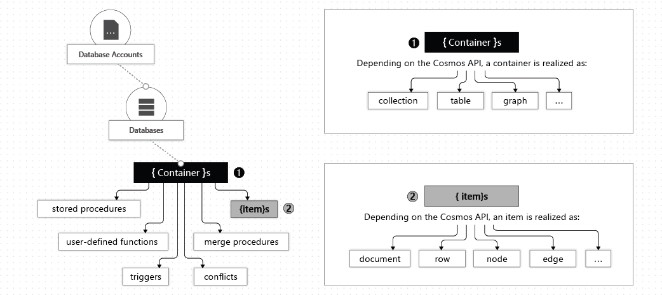 ...
Database Accounts
Databases
{ Container }s ❶
stored procedures
{item}s ②
user-defined functions
merge procedures
triggers
conflicts
❶ { Container }s
Depending on the Cosmos API, a container is realized as:
collection
table
graph
...
② { item}s
Depending on the Cosmos API, an item is realized as:
document
row
node
edge
...